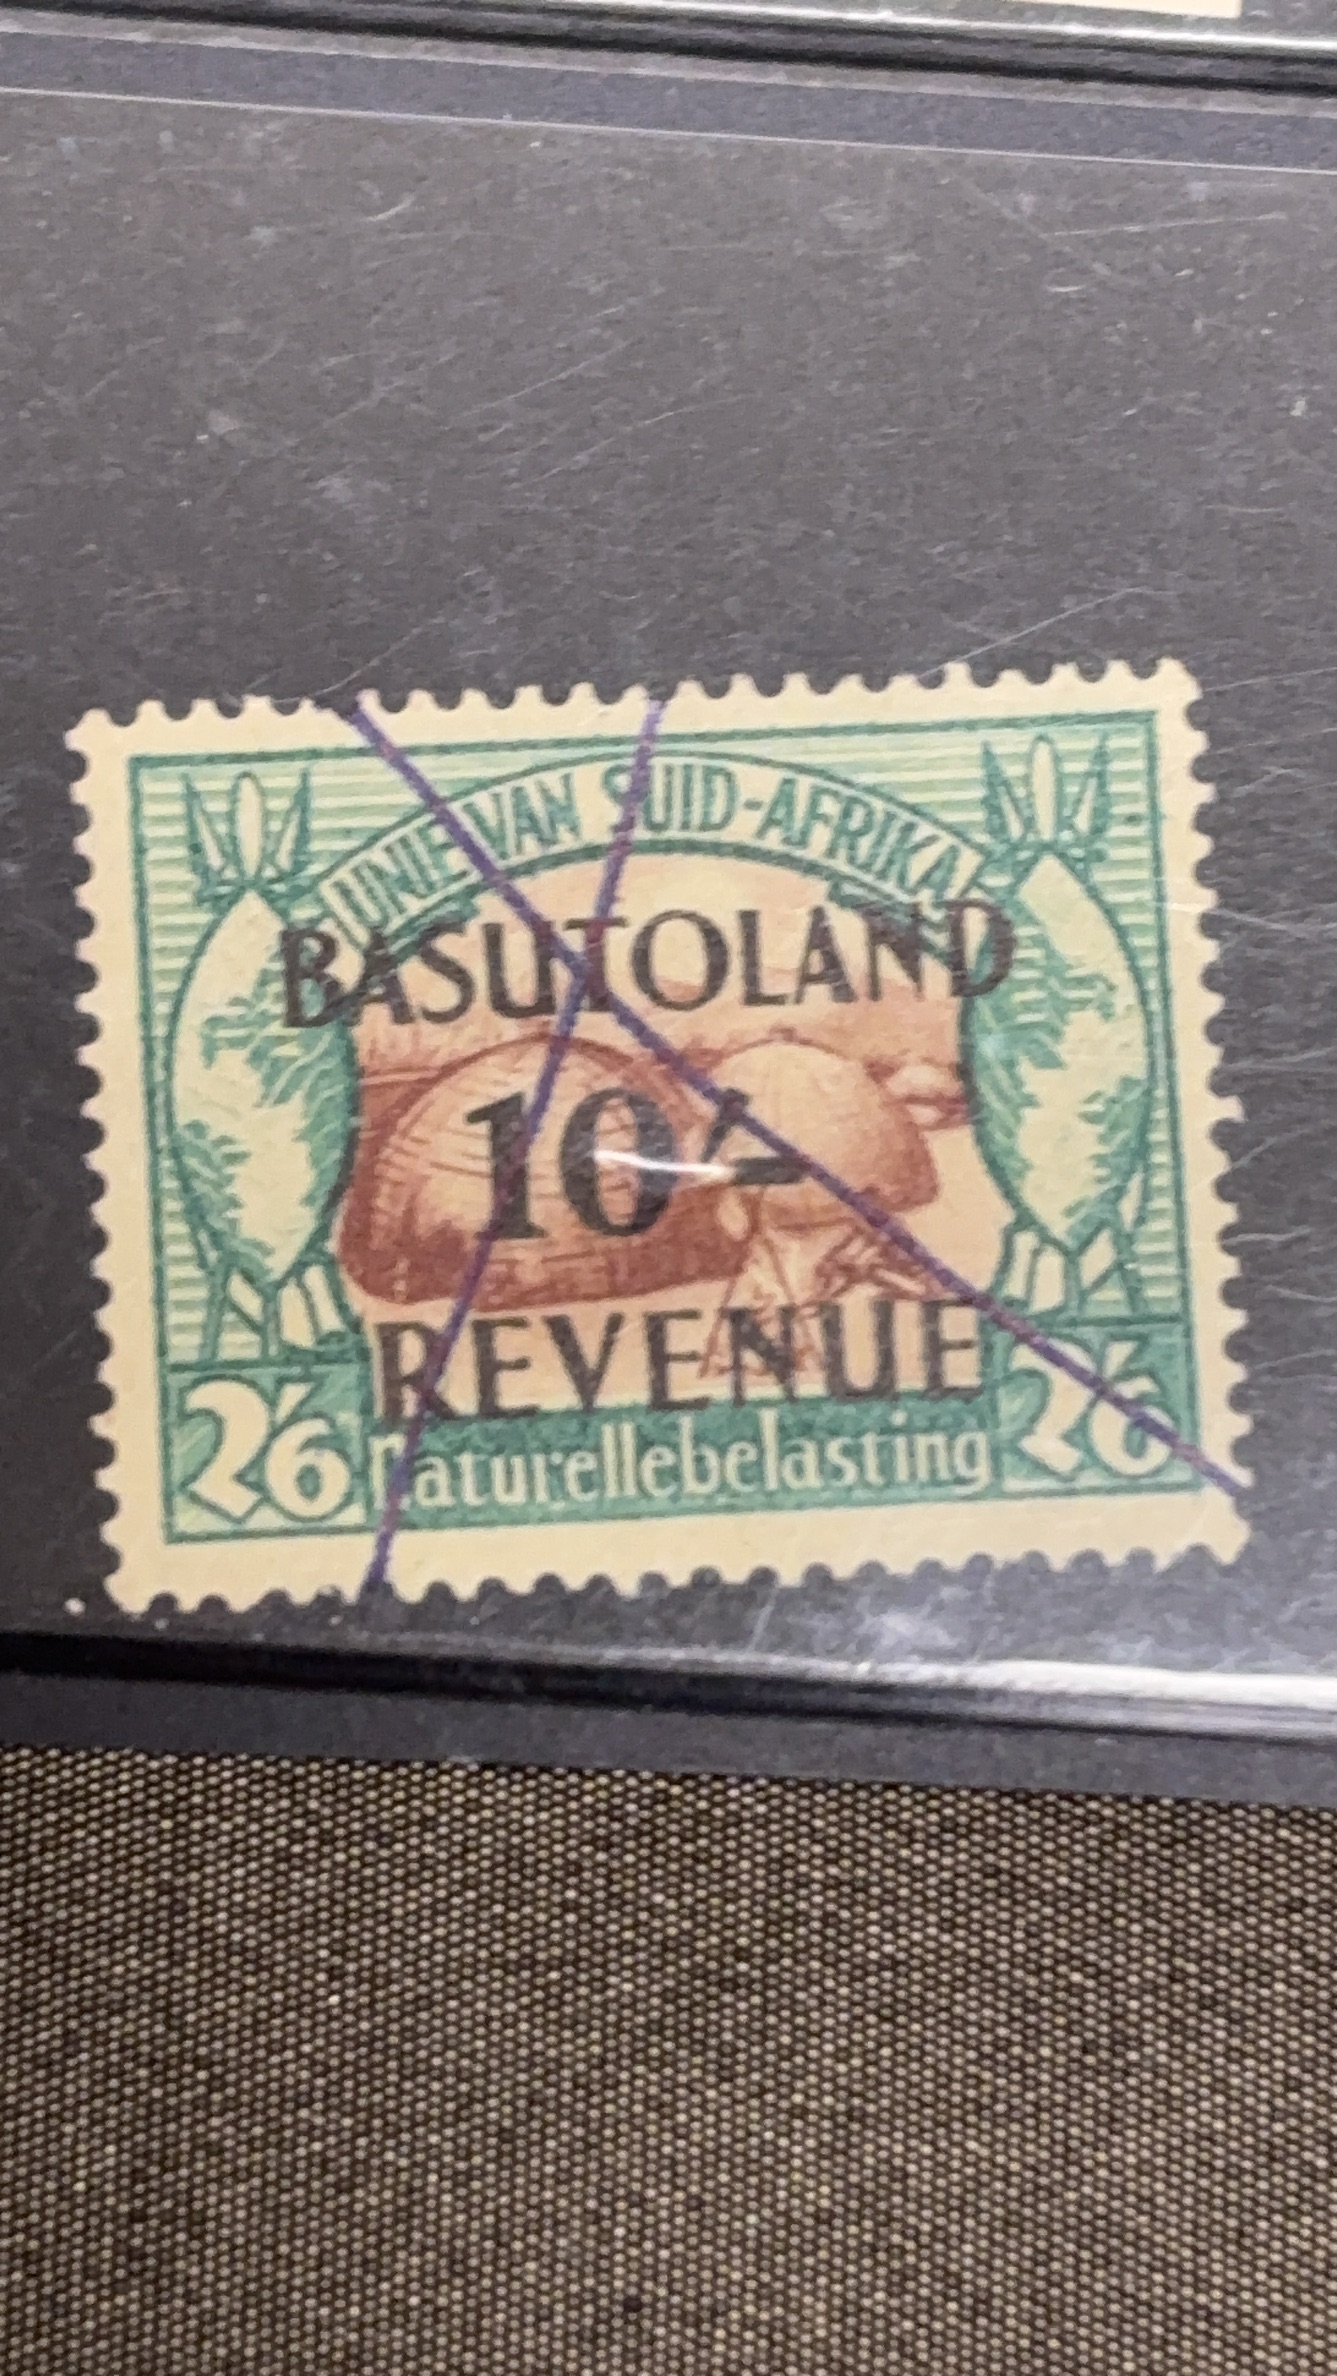 UNIE VAN SUID-AFRIKA
BASUTOLAND
10/-
REVENUE
2/6 naturellebelasting 2/6